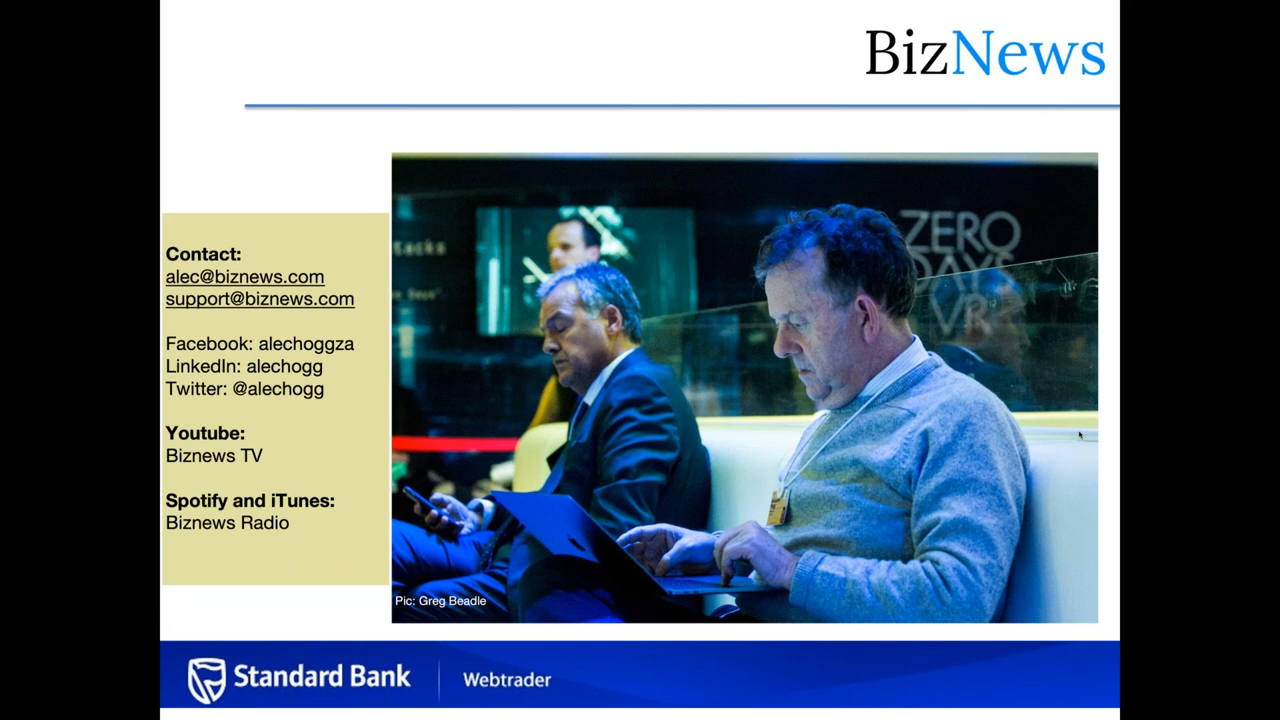 BizNews
Contact:
alec@biznews.com
support@biznews.com
Facebook: alechoggza
LinkedIn: alechogg
Twitter: @alechogg
Youtube:
Biznews TV
Spotify and iTunes:
Biznews Radio
ZERO
DAYS
VR
Pic: Greg Beadle
Standard Bank
Webtrader